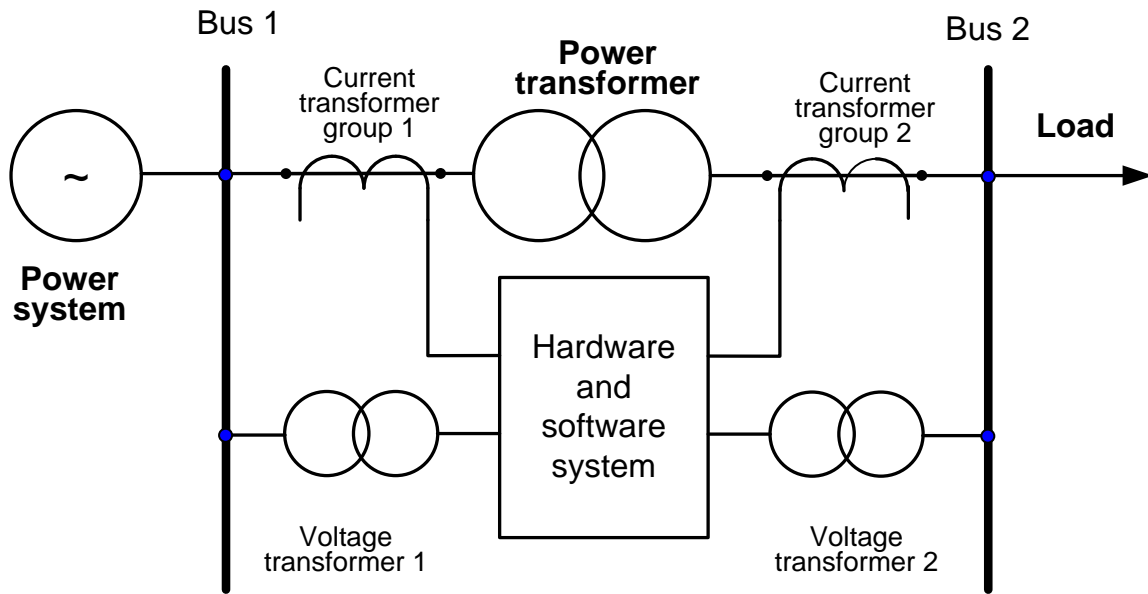 Bus 1
Bus 2
Power
transformer
Current
transformer
group 1
Current
transformer
group 2
Load
~
Power
system
Hardware
and
software
system
Voltage
transformer 1
Voltage
transformer 2